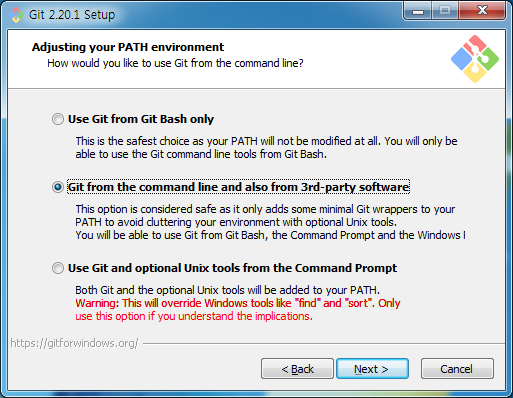 Git 2.20.1 Setup
Adjusting your PATH environment
How would you like to use Git from the command line?
Use Git from Git Bash only
This is the safest choice as your PATH will not be modified at all. You will only be
able to use the Git command line tools from Git Bash.
Git from the command line and also from 3rd-party software
This option is considered safe as it only adds some minimal Git wrappers to your
PATH to avoid cluttering your environment with optional Unix tools.
You will be able to use Git from Git Bash, the Command Prompt and the Windows
Use Git and optional Unix tools from the Command Prompt
Both Git and the optional Unix tools will be added to your PATH.
Warning: This will override Windows tools like "find" and "sort". Only
use this option if you understand the implications.
https://gitforwindows.org/
< Back
Next >
Cancel